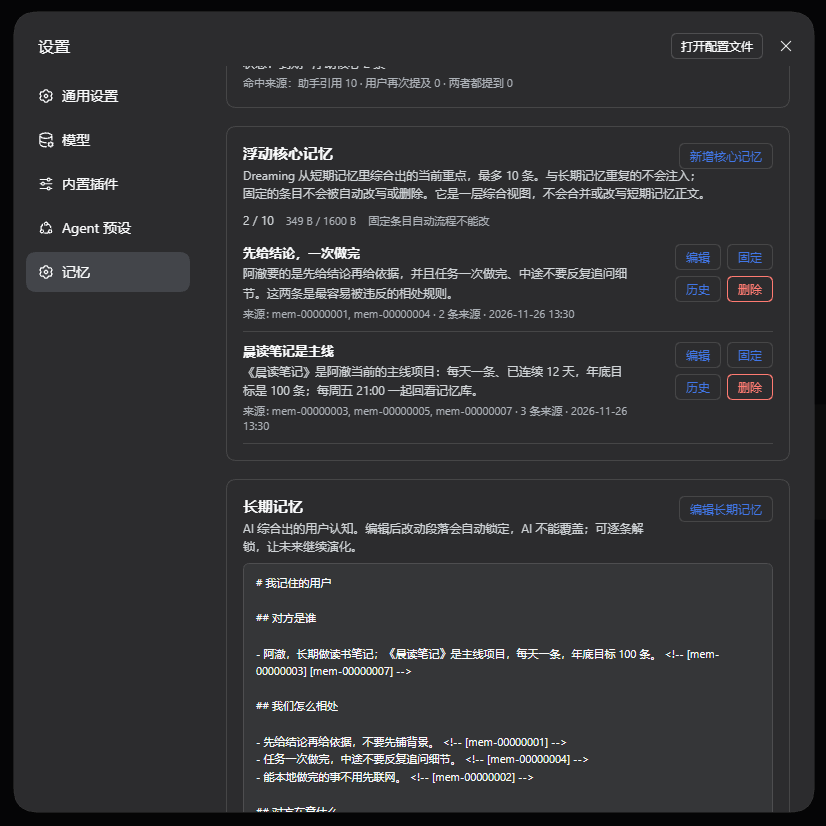 设置
打开配置文件
通用设置
模型
内置插件
Agent 预设
记忆
命中来源：助手引用 10 · 用户再次提及 0 · 两者都提到 0
浮动核心记忆
新增核心记忆
Dreaming 从短期记忆里综合出的当前重点，最多 10 条。与长期记忆重复的不会注入；
固定的条目不会被自动改写或删除。它是一层综合视图，不会合并或改写短期记忆正文。
2 / 10 349 B / 1600 B 固定条目自动流程不能改
先给结论，一次做完
编辑 固定
阿澈要的是先给结论再给依据，并且任务一次做完、中途不要反复追问细
节。这两条是最容易被违反的相处规则。
历史 删除
来源: mem-00000001, mem-00000004 · 2 条来源 · 2026-11-26 13:30
晨读笔记是主线
编辑 固定
《晨读笔记》是阿澈当前的主线项目：每天一条、已连续 12 天，年底目
标是 100 条；每周五 21:00 一起回看记忆库。
历史 删除
来源: mem-00000003, mem-00000005, mem-00000007 · 3 条来源 · 2026-11-26
13:30
长期记忆
编辑长期记忆
AI 综合出的用户认知。编辑后改动段落会自动锁定，AI 不能覆盖；可逐条解
锁，让未来继续演化。
# 我记住的用户
## 对方是谁
- 阿澈，长期做读书笔记；《晨读笔记》是主线项目，每天一条，年底目标 100 条。 <!-- [mem-
00000003] [mem-00000007] -->
## 我们怎么相处
- 先给结论再给依据，不要先铺背景。 <!-- [mem-00000001] -->
- 任务一次做完，中途不要反复追问细节。 <!-- [mem-00000004] -->
- 能本地做完的事不用先联网。 <!-- [mem-00000002] -->